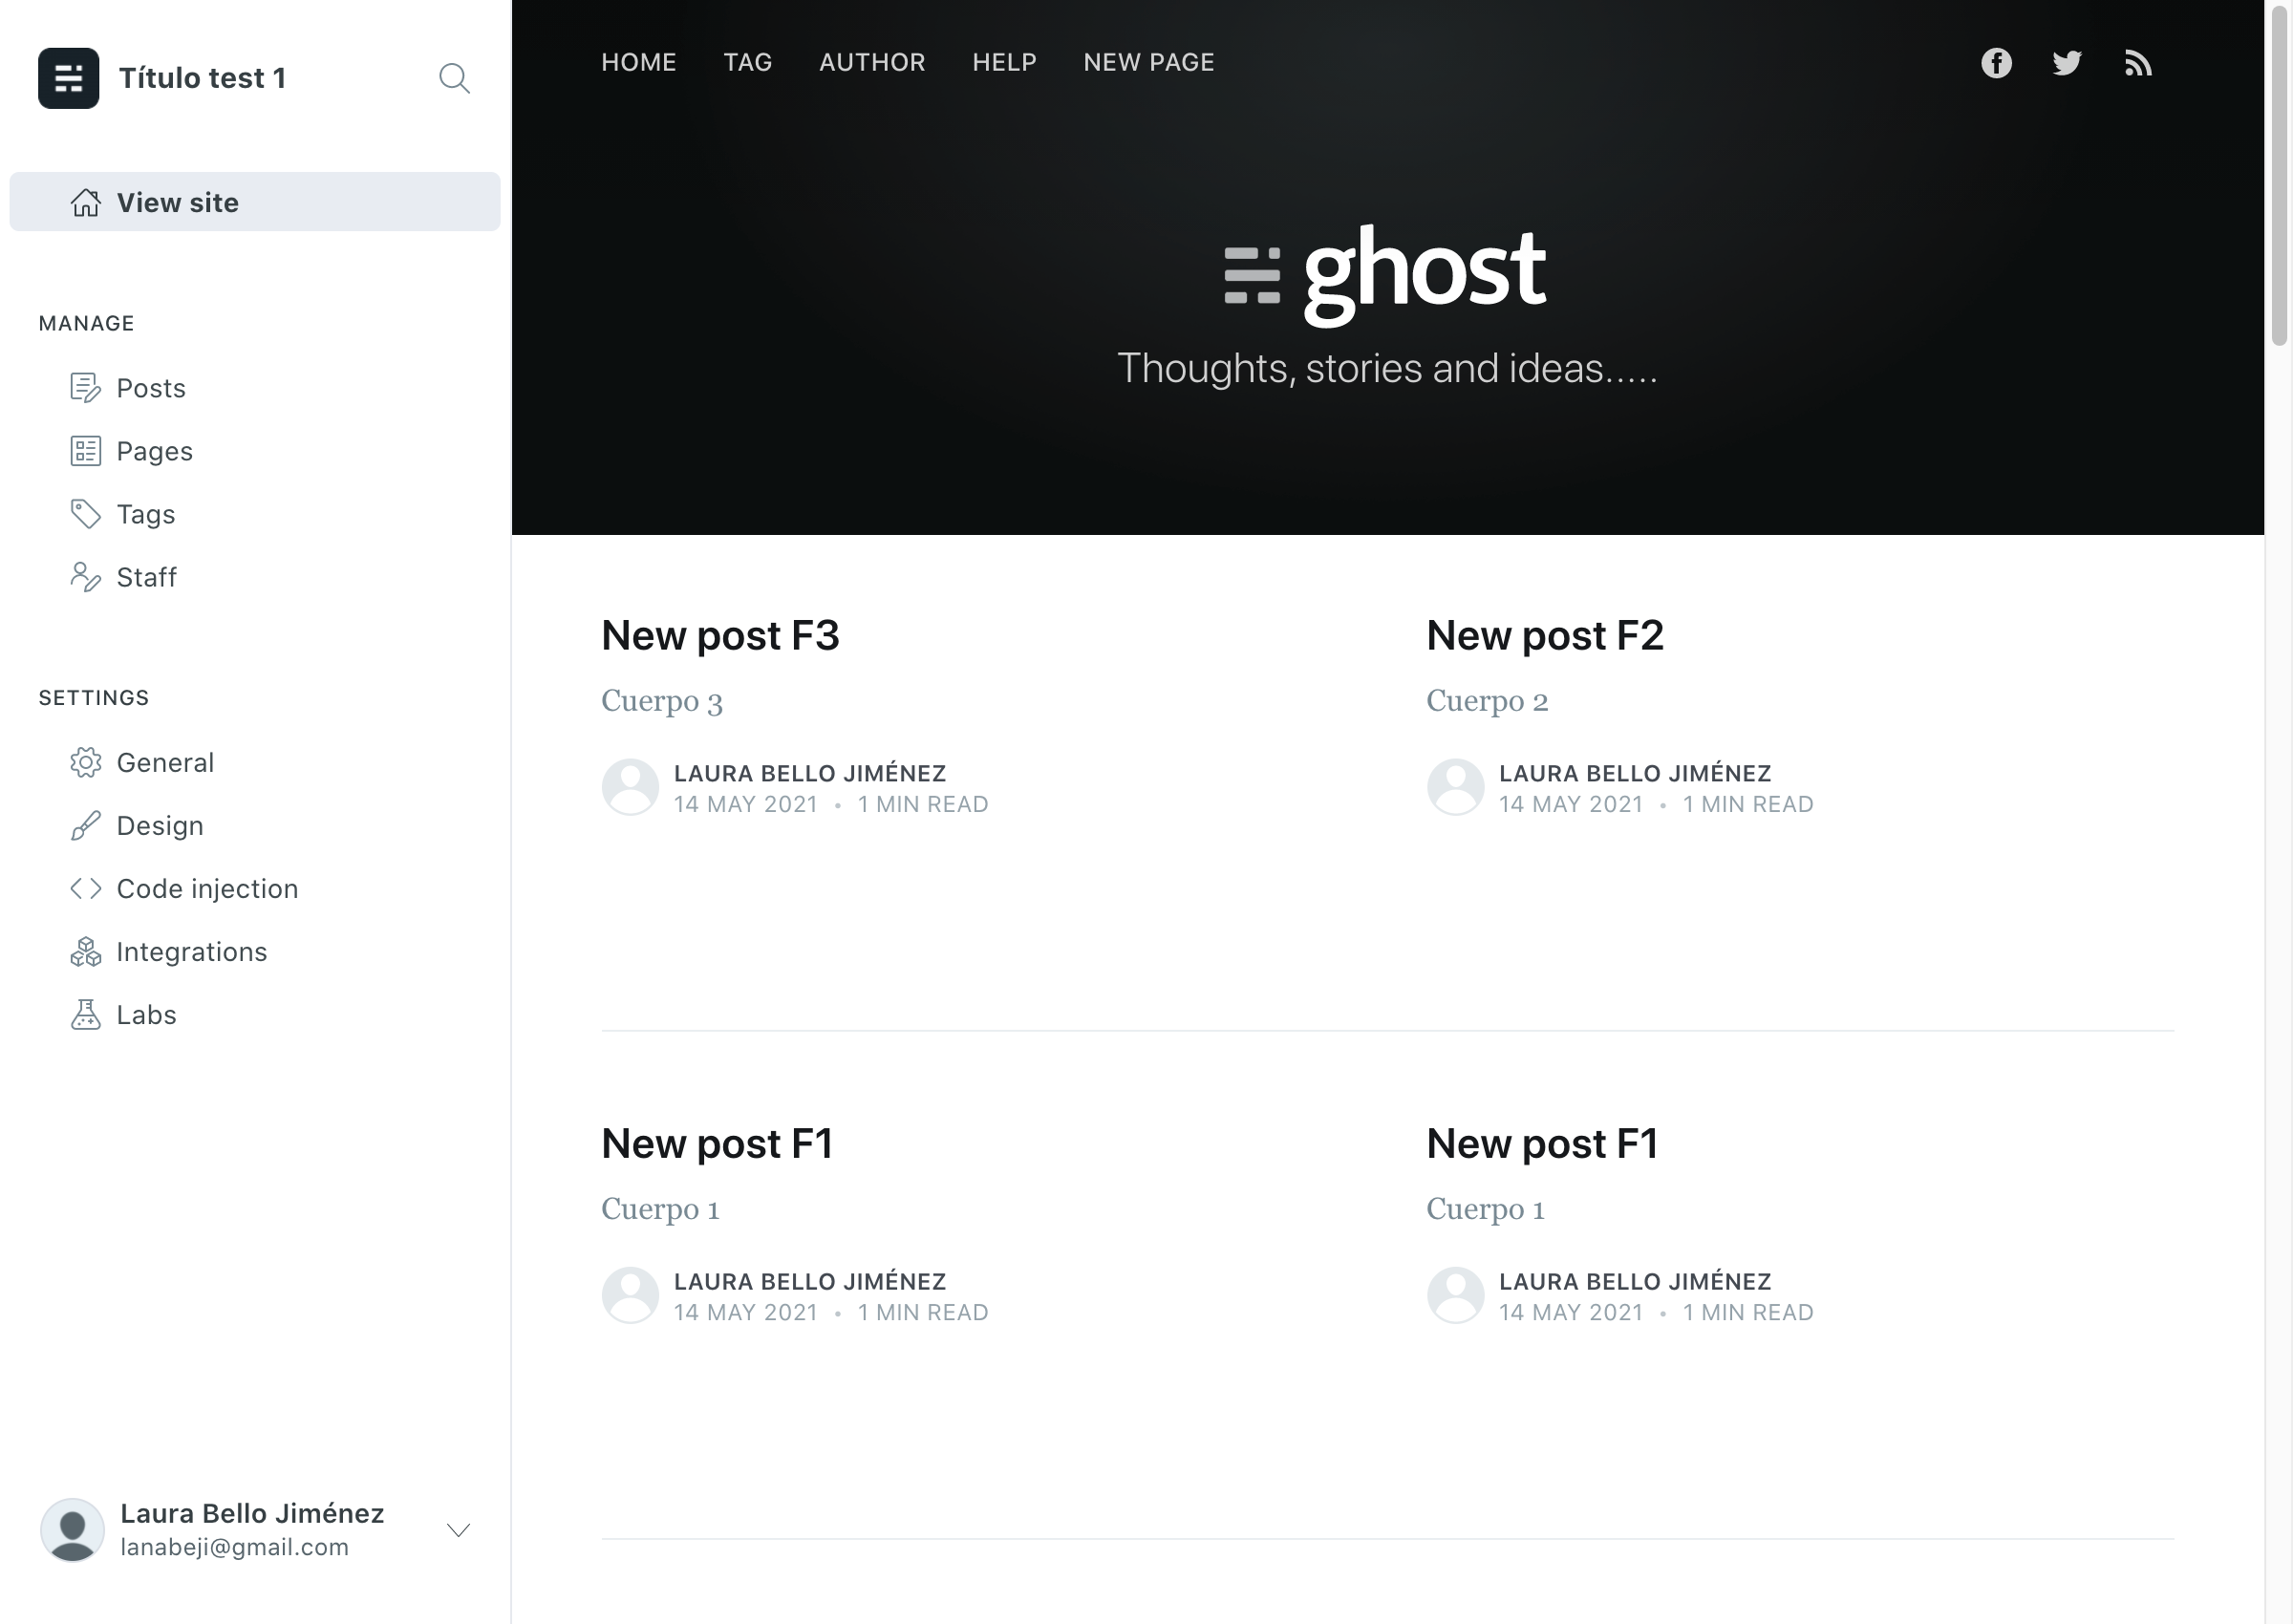 Título test 1
View site
MANAGE
Posts
Pages
Tags
Staff
SETTINGS
General
Design
Code injection
Integrations
Labs
Laura Bello Jiménez
lanabeji@gmail.com
HOME TAG AUTHOR HELP NEW PAGE
ghost
Thoughts, stories and ideas.....
New post F3
Cuerpo 3
LAURA BELLO JIMÉNEZ
14 MAY 2021 • 1 MIN READ
New post F2
Cuerpo 2
LAURA BELLO JIMÉNEZ
14 MAY 2021 • 1 MIN READ
New post F1
Cuerpo 1
LAURA BELLO JIMÉNEZ
14 MAY 2021 • 1 MIN READ
New post F1
Cuerpo 1
LAURA BELLO JIMÉNEZ
14 MAY 2021 • 1 MIN READ